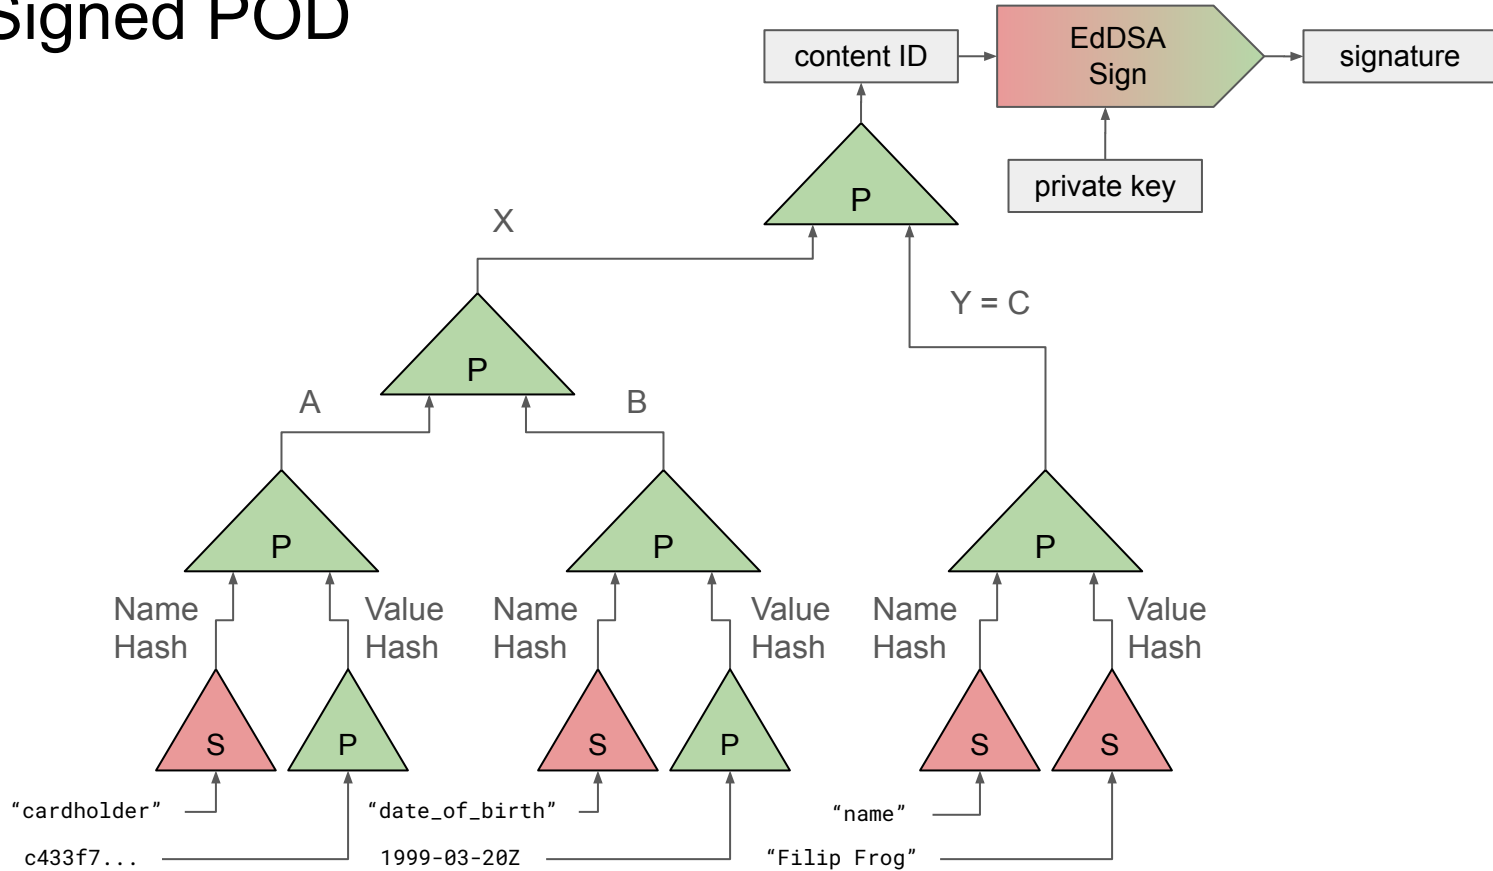 Signed POD
content ID
EdDSA
Sign
signature
private key
P
X
Y = C
P
A
B
P
P
P
Name
Hash
Value
Hash
Name
Hash
Value
Hash
Name
Hash
Value
Hash
S
P
S
P
S
S
“cardholder”
“date_of_birth”
“name”
c433f7...
1999-03-20Z
“Filip Frog”